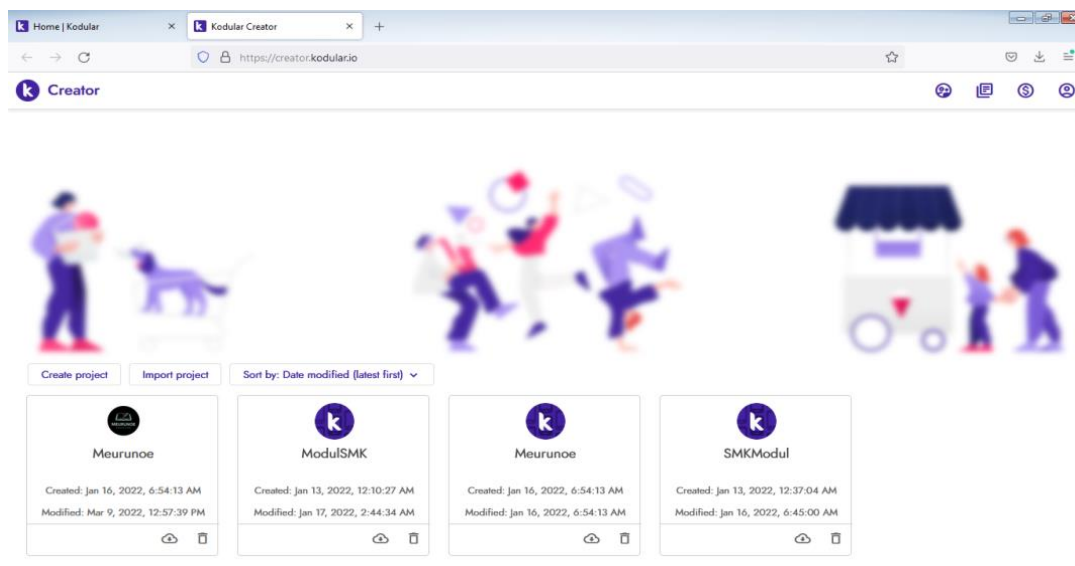 Home | Kodular
Kodular Creator
https://creator.kodular.io
Creator
Create project
Import project
Sort by: Date modified (latest first)
Meurunoe
Created: Jan 16, 2022, 6:54:13 AM
Modified: Mar 9, 2022, 12:57:39 PM
ModulSMK
Created: Jan 13, 2022, 12:10:27 AM
Modified: Jan 17, 2022, 2:44:34 AM
Meurunoe
Created: Jan 16, 2022, 6:54:13 AM
Modified: Jan 16, 2022, 6:54:13 AM
SMKModul
Created: Jan 13, 2022, 12:37:04 AM
Modified: Jan 16, 2022, 6:45:00 AM